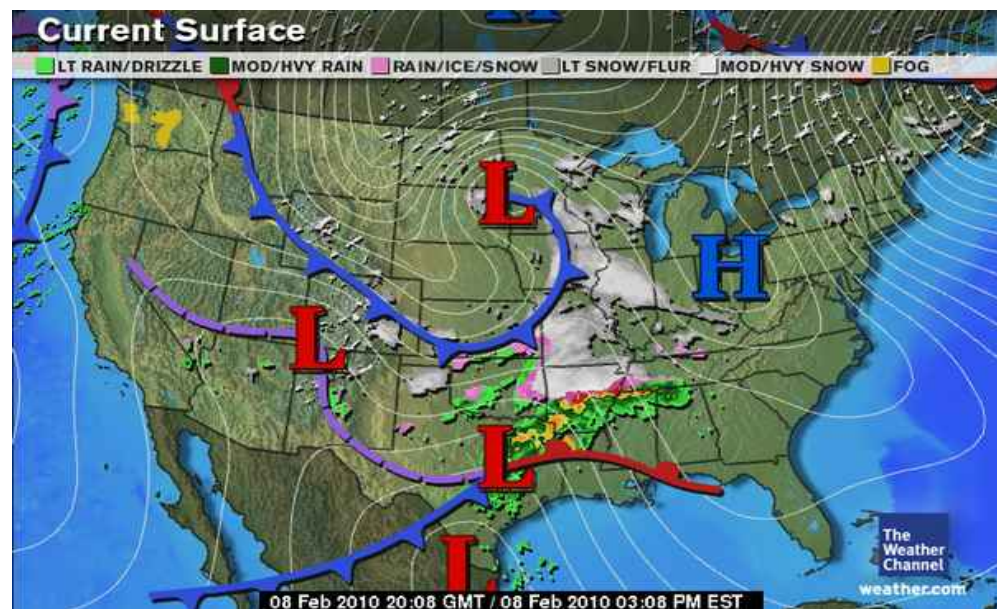 Current Surface
LT RAIN/DRIZZLE MOD/HVY RAIN RAIN/ICE/SNOW LT SNOW/FLUR MOD/HVY SNOW FOG
H
L
H
L
L
L
The
Weather
Channel
weather.com
08 Feb 2010 20:08 GMT / 08 Feb 2010 03:08 PM EST